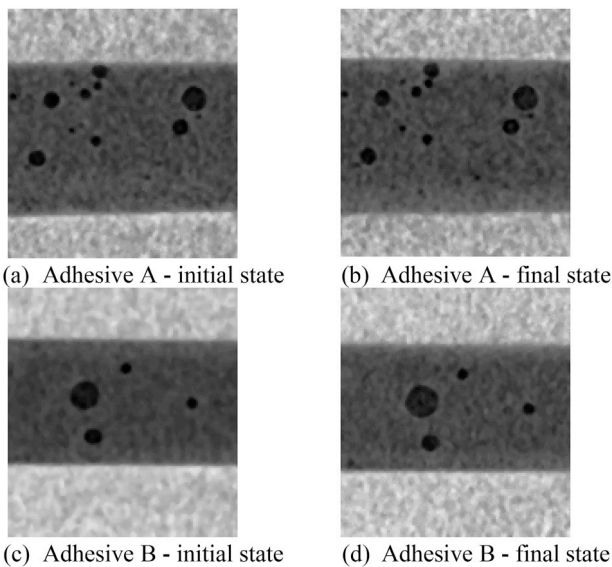 (a) Adhesive A - initial state
(b) Adhesive A - final state
(c) Adhesive B - initial state
(d) Adhesive B - final state